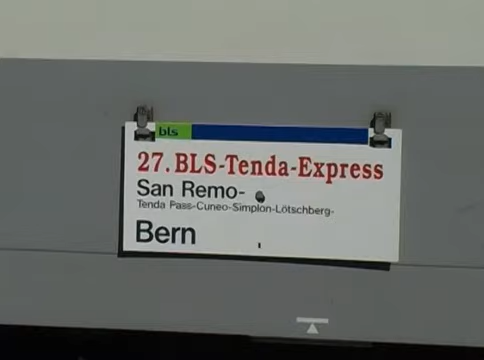 bls
27. BLS-Tenda-Express
San Remo-
Tenda Pass-Cuneo-Simplon-Lötschberg-
Bern